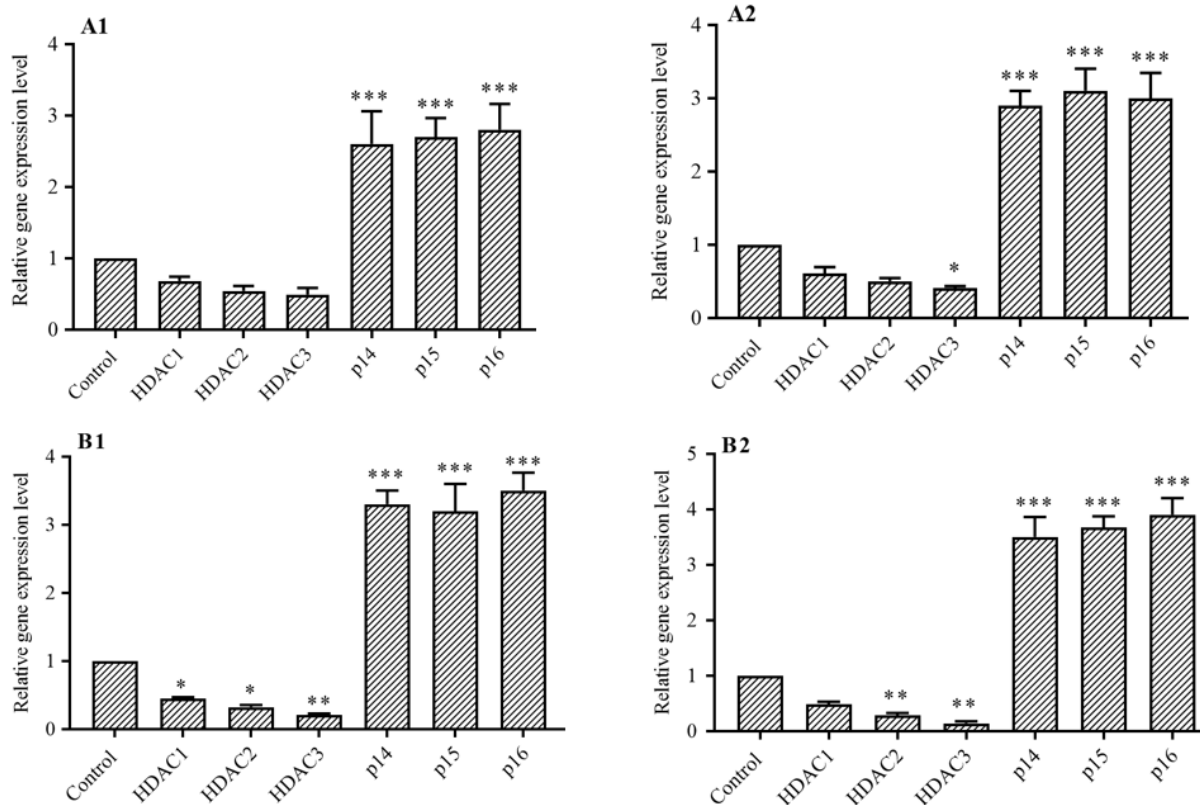 A1
Relative gene expression level
4
3
2
1
0
***
***
***
Control
HDAC1
HDAC2
HDAC3
p14
p15
p16
A2
Relative gene expression level
4
3
2
1
0
*
***
***
***
Control
HDAC1
HDAC2
HDAC3
p14
p15
p16
B1
Relative gene expression level
4
3
2
1
0
*
*
**
***
***
***
Control
HDAC1
HDAC2
HDAC3
p14
p15
p16
B2
Relative gene expression level
5
4
3
2
1
0
**
**
***
***
***
Control
HDAC1
HDAC2
HDAC3
p14
p15
p16